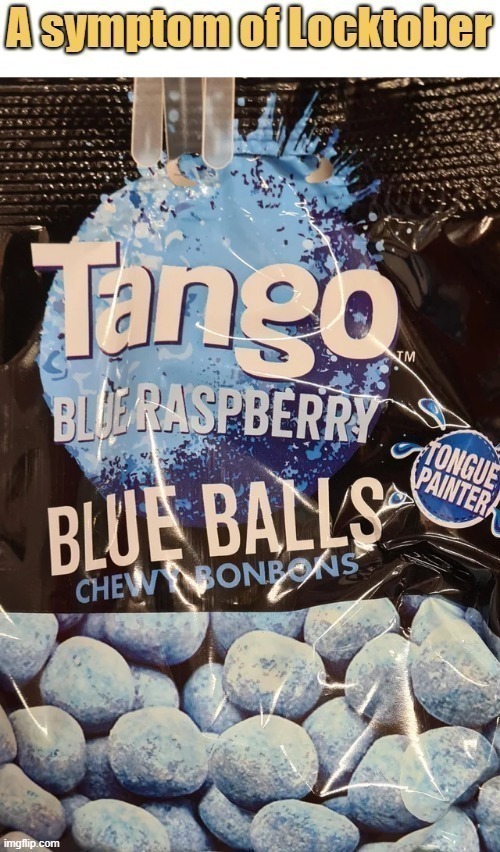 A symptom of Locktober
Tango
TM
BLUE RASPBERRY
TONGUE
PAINTER
BLUE BALLS
CHEWY BONBONS
imgflip.com